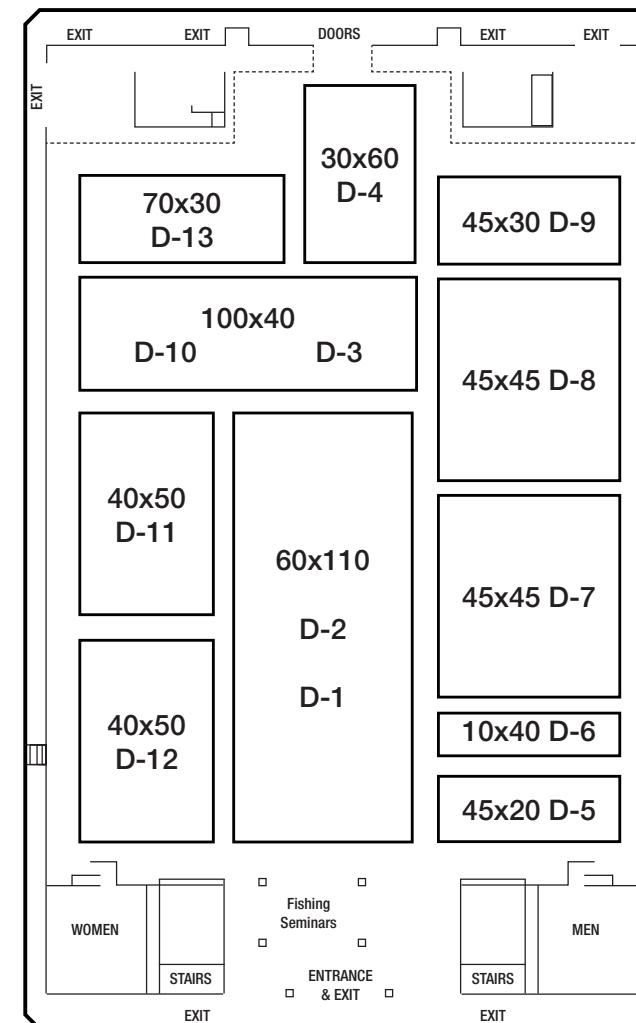 EXIT
EXIT
DOORS
EXIT
EXIT
EXIT
30x60
D-4
70x30
D-13
45x30 D-9
100x40
D-10 D-3
45x45 D-8
40x50
D-11
60x110
D-2
D-1
45x45 D-7
40x50
D-12
10x40 D-6
45x20 D-5
Fishing
Seminars
WOMEN
MEN
STAIRS
ENTRANCE
& EXIT
STAIRS
EXIT
EXIT